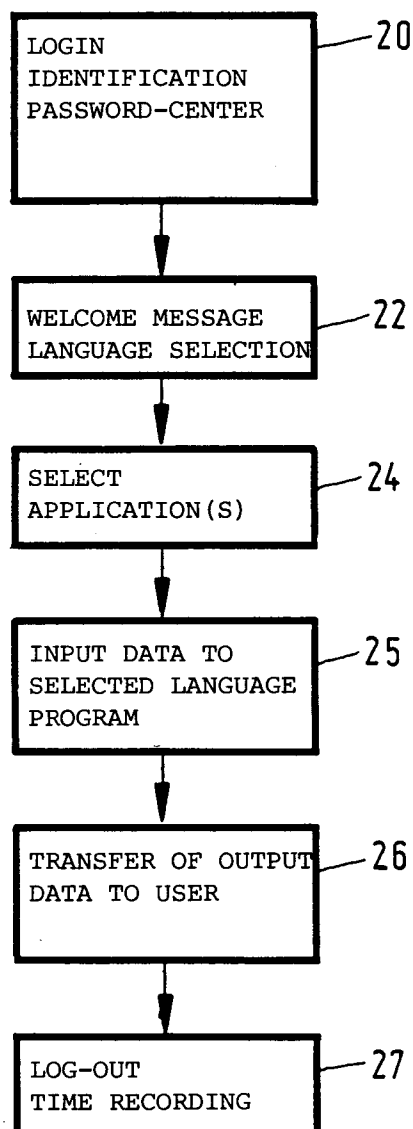 LOGIN
IDENTIFICATION
PASSWORD-CENTER
20
WELCOME MESSAGE
LANGUAGE SELECTION
22
SELECT
APPLICATION(S)
24
INPUT DATA TO
SELECTED LANGUAGE
PROGRAM
25
TRANSFER OF OUTPUT
DATA TO USER
26
LOG-OUT
TIME RECORDING
27